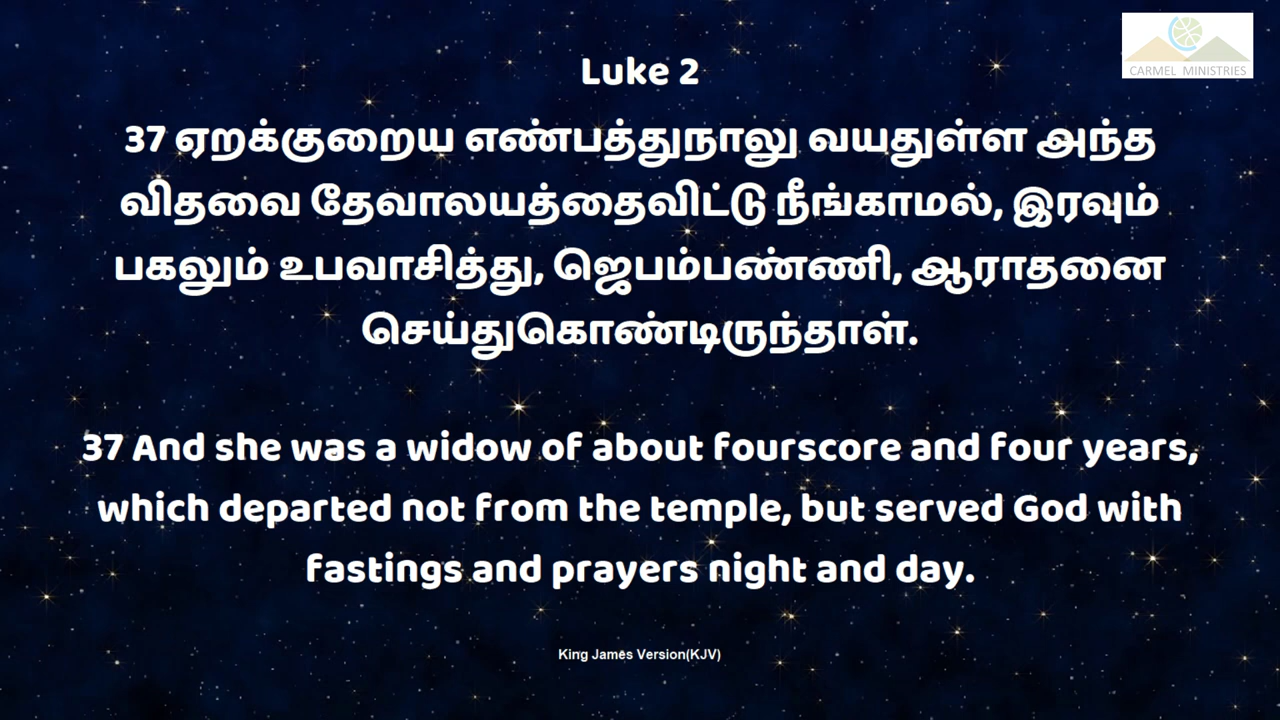 CARMEL MINISTRIES
Luke 2
37 ஏறக்குறைய எண்பத்துநாலு வயதுள்ள அந்த
விதவை தேவாலயத்தைவிட்டு நீங்காமல், இரவும்
பகலும் உபவாசித்து, ஜெபம்பண்ணி, ஆராதனை
செய்துகொண்டிருந்தாள்.
37 And she was a widow of about fourscore and four years,
which departed not from the temple, but served God with
fastings and prayers night and day.
King James Version(KJV)